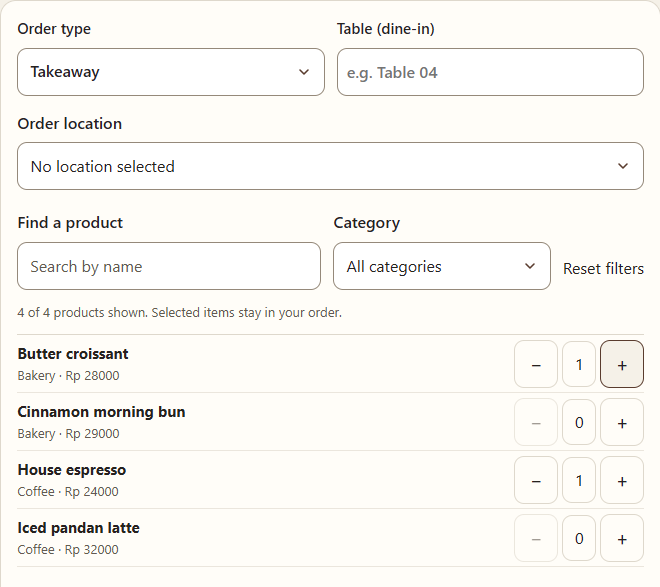 Order type
Table (dine-in)
Takeaway
e.g. Table 04
Order location
No location selected
Find a product
Category
Search by name
All categories
Reset filters
4 of 4 products shown. Selected items stay in your order.
Butter croissant
Bakery · Rp 28000
− 1 +
Cinnamon morning bun
Bakery · Rp 29000
− 0 +
House espresso
Coffee · Rp 24000
− 1 +
Iced pandan latte
Coffee · Rp 32000
− 0 +